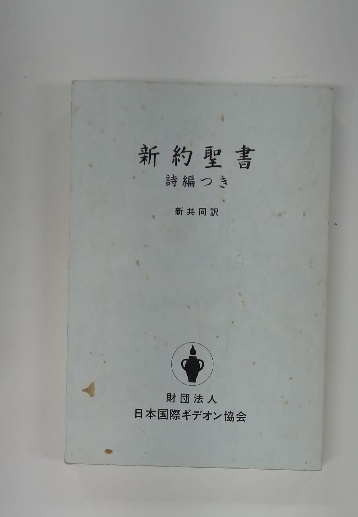 新約聖書
詩編つき
新共同訳
財団法人
日本国際ギデオン協会